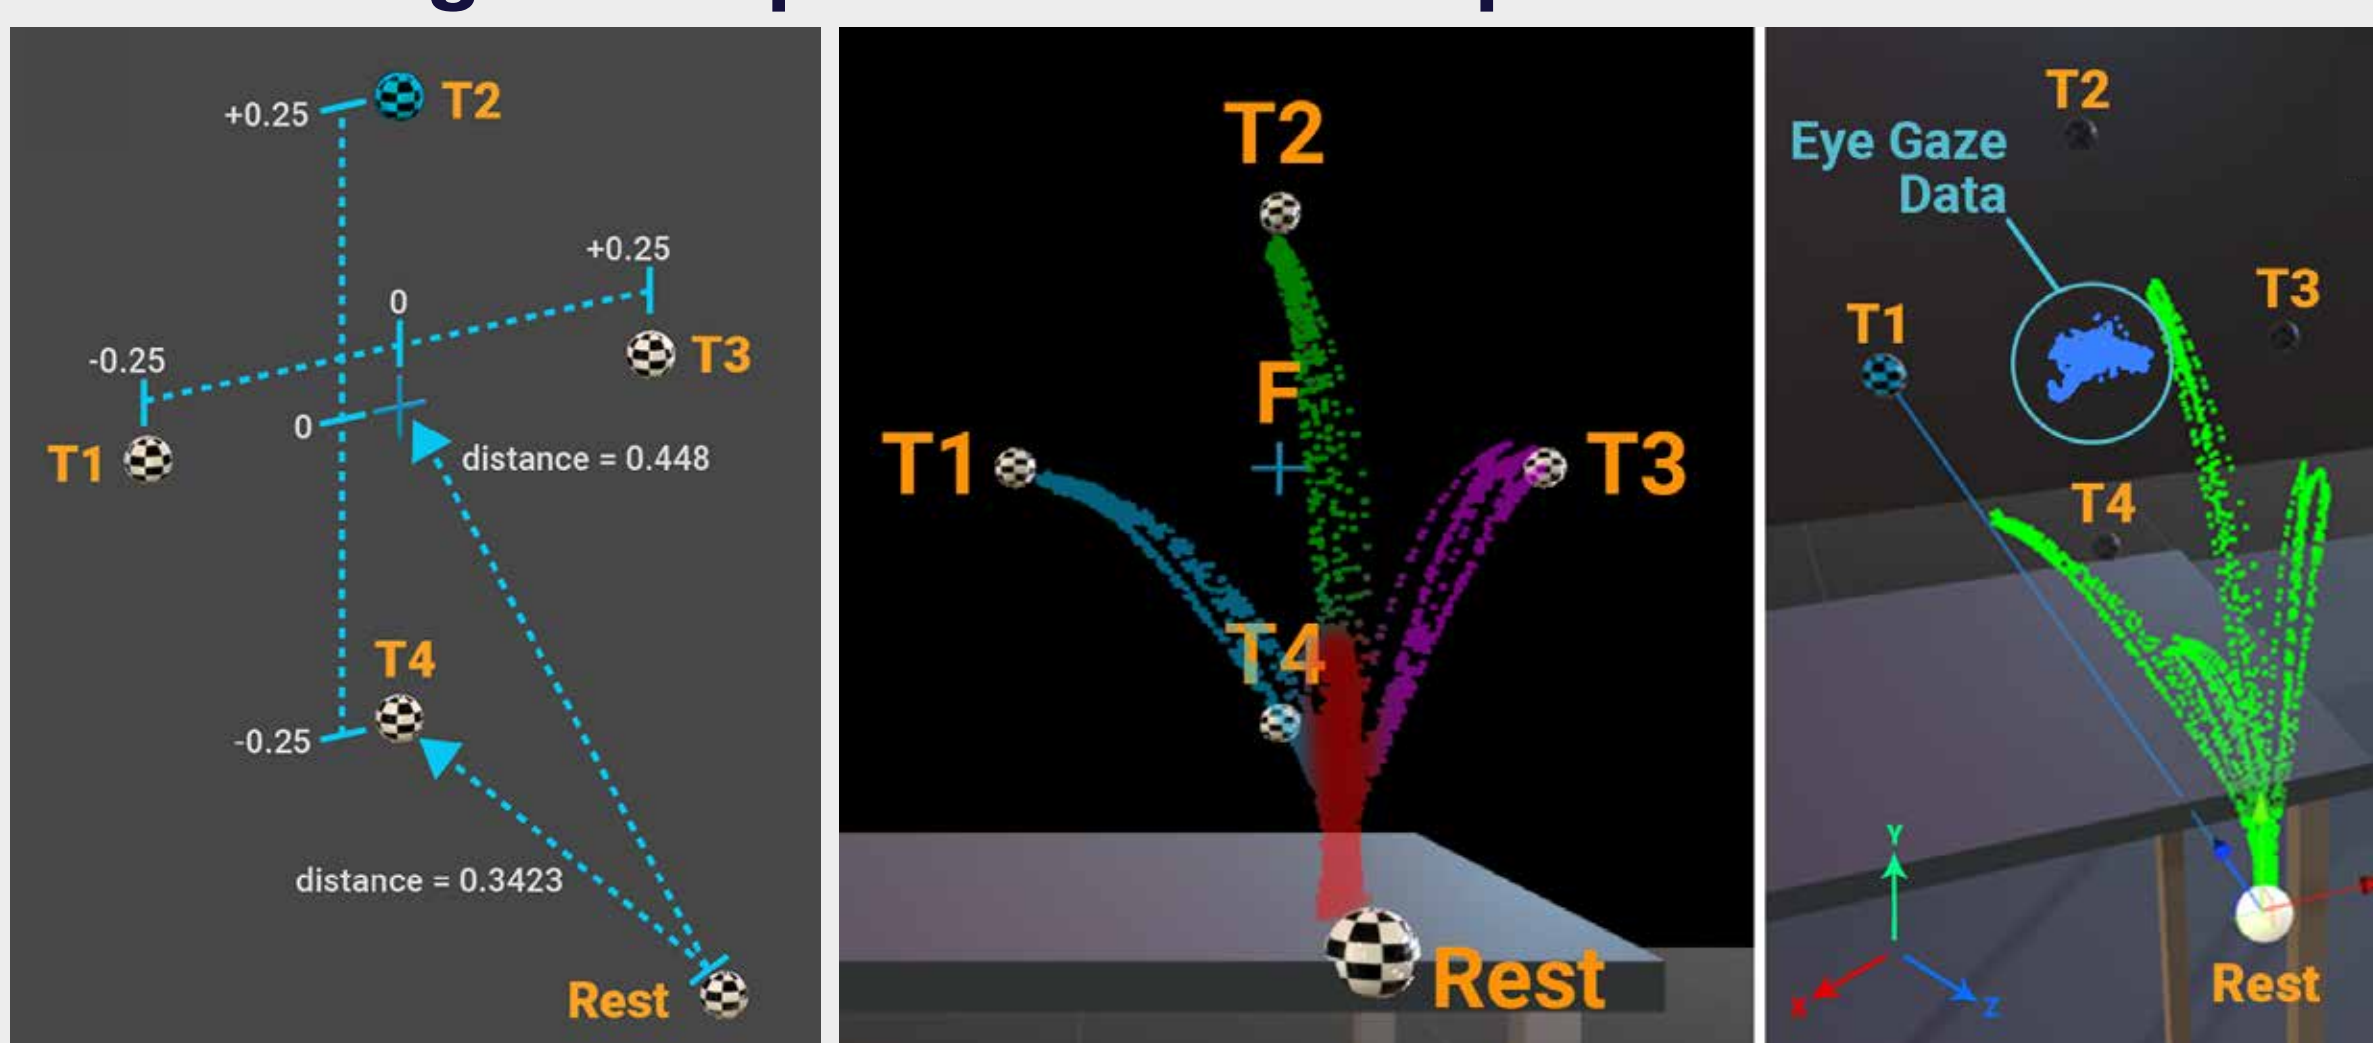 +0.25
T2
+0.25
0
-0.25
T3
0
T1
distance = 0.448
T4
-0.25
distance = 0.3423
Rest
T2
F
T1
T3
T4
Rest
T2
Eye Gaze
Data
T3
T1
T4
Y
X
Z
Rest